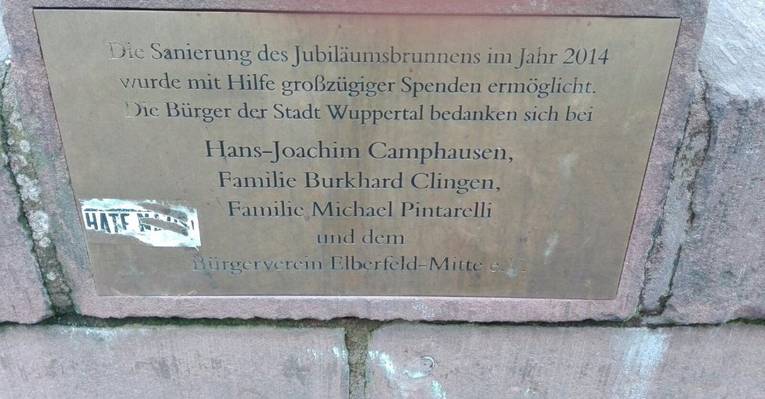 Die Sanierung des Jubiläumsbrunnens im Jahr 2014
wurde mit Hilfe großzügiger Spenden ermöglicht.
Die Bürger der Stadt Wuppertal bedanken sich bei
Hans-Joachim Camphausen,
Familie Burkhard Clingen,
Familie Michael Pintarelli
und dem
Bürgerverein Elberfeld-Mitte e.V.
HATE